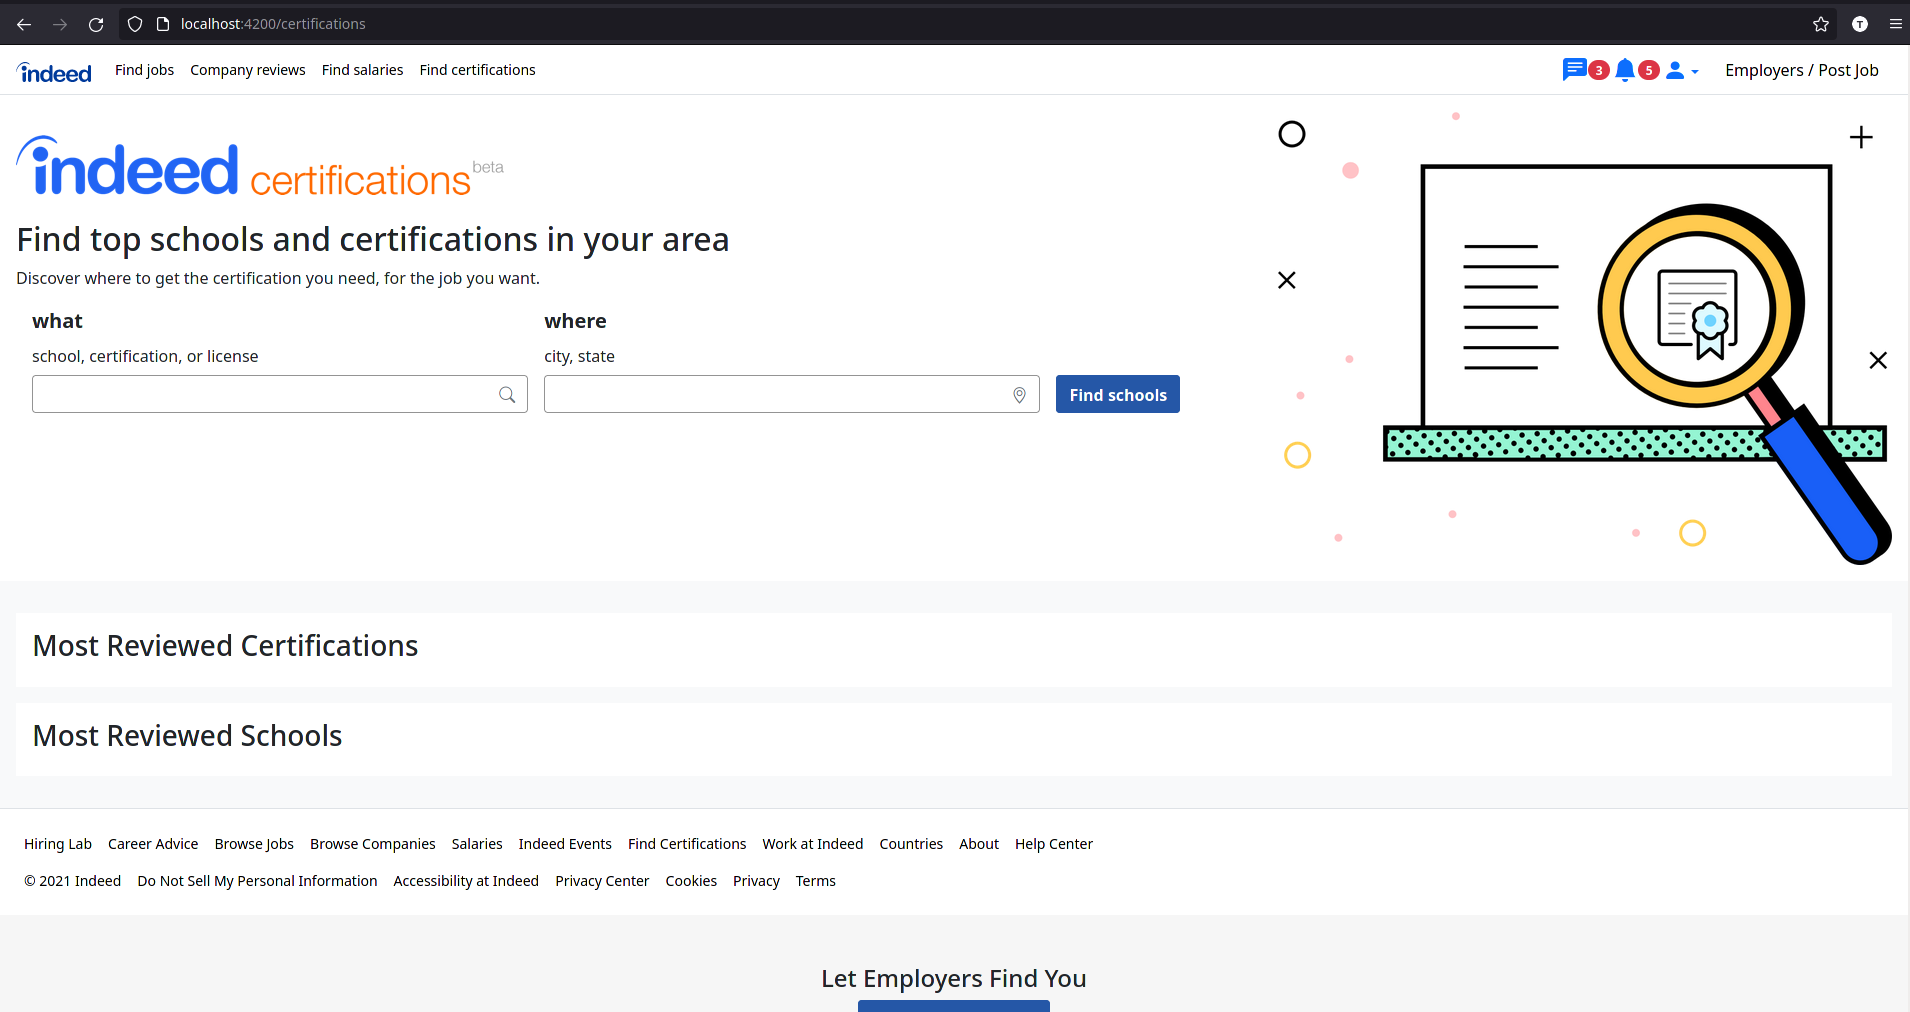 localhost:4200/certifications
indeed Find jobs Company reviews Find salaries Find certifications 3 5 Employers / Post Job
T
indeed certifications beta
Find top schools and certifications in your area
Discover where to get the certification you need, for the job you want.
what where
school, certification, or license city, state
Find schools
Most Reviewed Certifications
Most Reviewed Schools
Hiring Lab Career Advice Browse Jobs Browse Companies Salaries Indeed Events Find Certifications Work at Indeed Countries About Help Center
© 2021 Indeed Do Not Sell My Personal Information Accessibility at Indeed Privacy Center Cookies Privacy Terms
Let Employers Find You